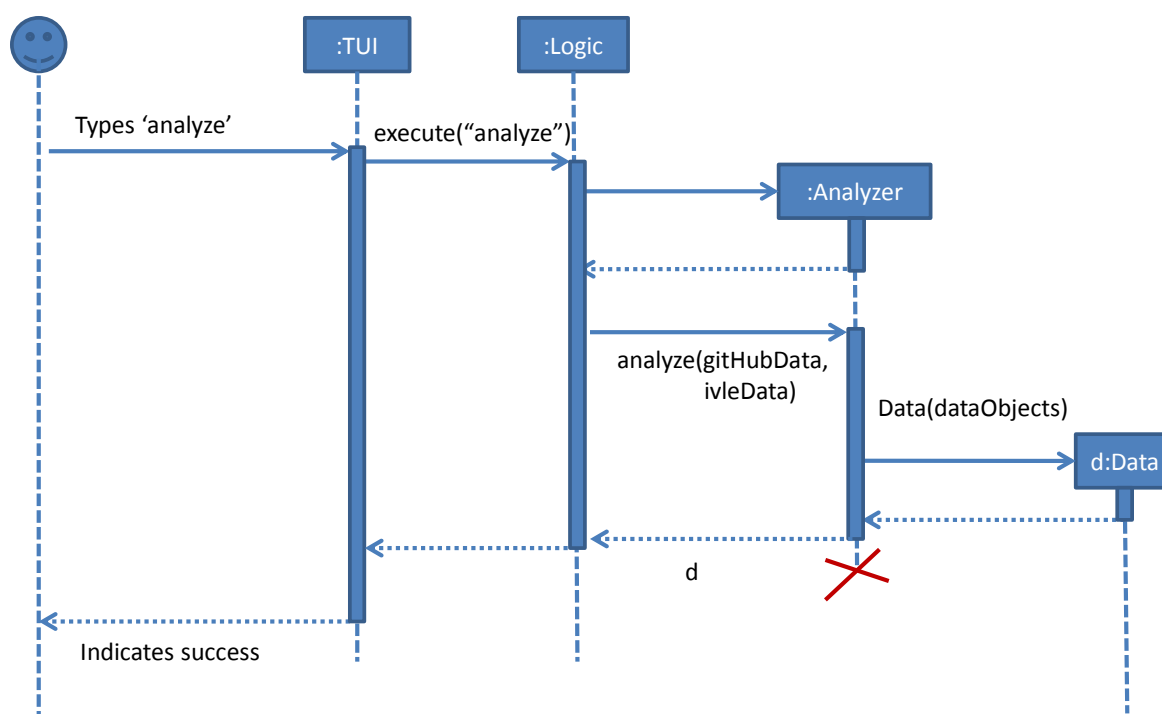 :TUI
:Logic
Types ‘analyze’
execute(“analyze”)
:Analyzer
analyze(gitHubData,
ivleData)
Data(dataObjects)
d:Data
d
Indicates success